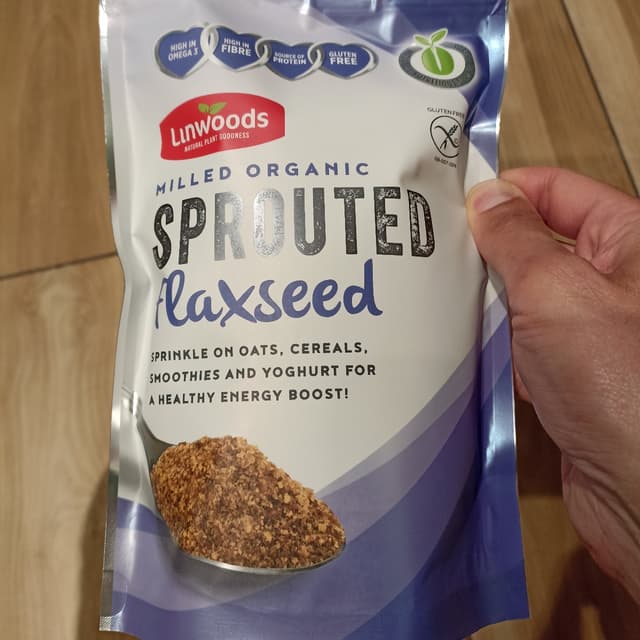 HIGH IN
OMEGA 3
HIGH IN
FIBRE
SOURCE OF
PROTEIN
GLUTEN
FREE
LINWOODS
NATURAL PLANT GOODNESS
GLUTEN FREE
MILLED ORGANIC
SPROUTED
flaxseed
SPRINKLE ON OATS, CEREALS,
SMOOTHIES AND YOGHURT FOR
A HEALTHY ENERGY BOOST!